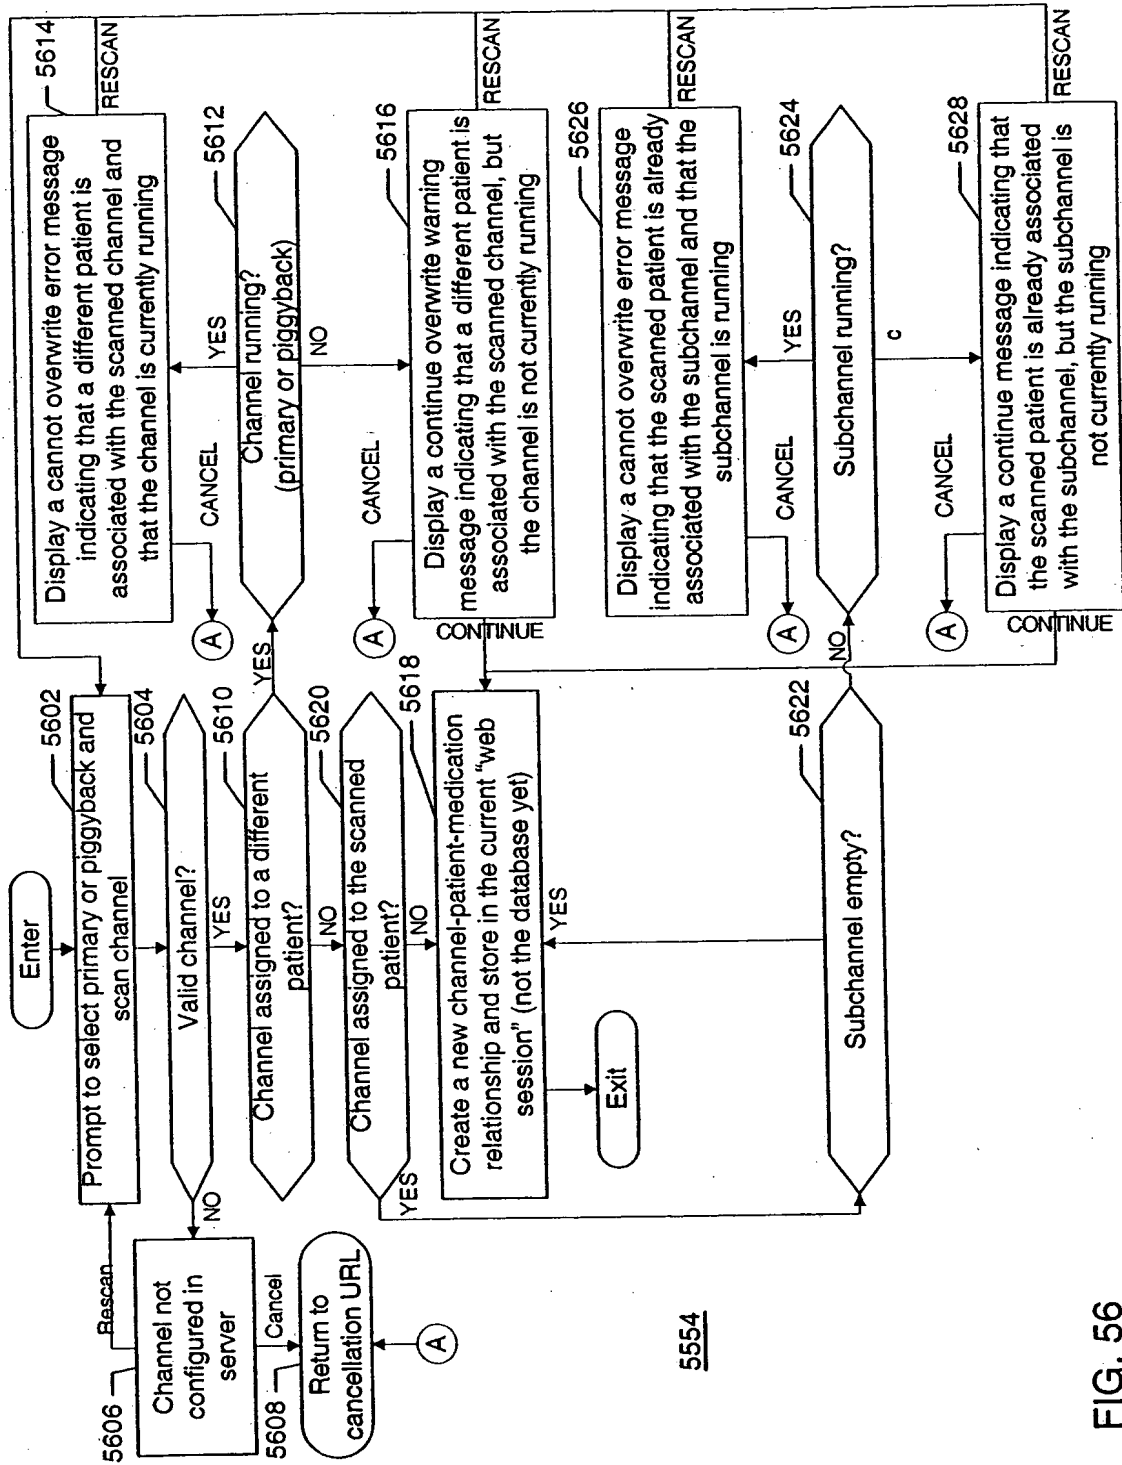 Enter
5602
Prompt to select primary or piggyback and
scan channel
5604
Valid channel?
YES
NO
Rescan
5606
Channel not
configured in
server
Cancel
5608
Return to
cancellation URL
A
5610
Channel assigned to a different
patient?
YES
NO
5620
Channel assigned to the scanned
patient?
NO
YES
5618
Create a new channel-patient-medication
relationship and store in the current "web
session" (not the database yet)
YES
Exit
5622
Subchannel empty?
NO
5614
Display a cannot overwrite error message
indicating that a different patient is
associated with the scanned channel and
that the channel is currently running
RESCAN
CANCEL
A
YES
5612
Channel running?
(primary or piggyback)
NO
5616
Display a continue overwrite warning
message indicating that a different patient is
associated with the scanned channel, but
the channel is not currently running
RESCAN
CANCEL
A
CONTINUE
5626
Display a cannot overwrite error message
indicating that the scanned patient is already
associated with the subchannel and that the
subchannel is running
RESCAN
CANCEL
A
YES
5624
Subchannel running?
c
5628
Display a continue message indicating that
the scanned patient is already associated
with the subchannel, but the subchannel is
not currently running
RESCAN
CANCEL
A
CONTINUE
5554
FIG. 56